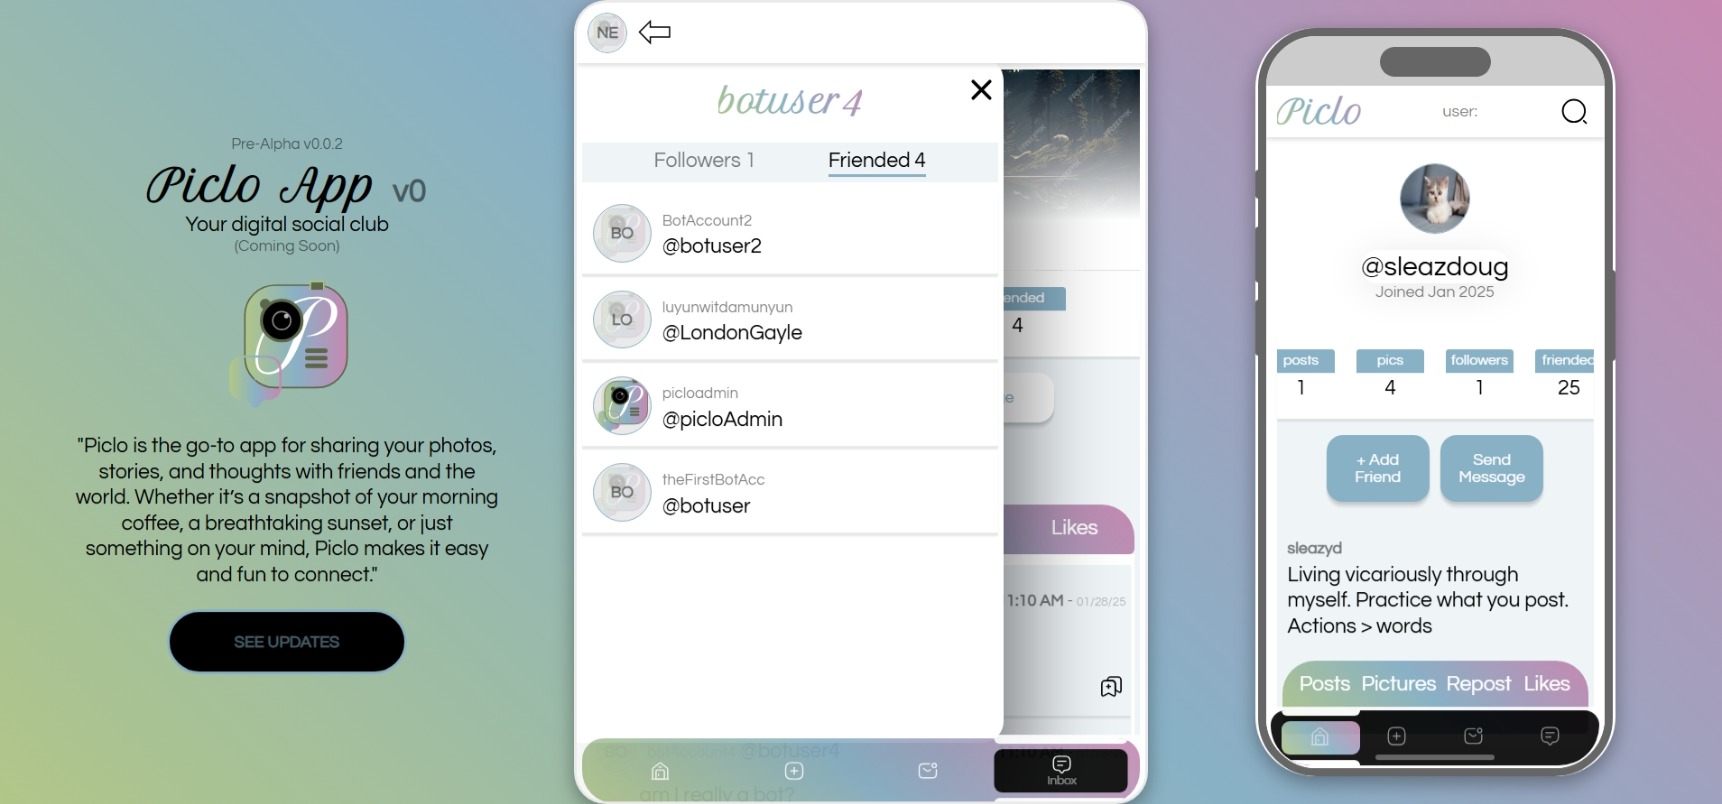 Pre-Alpha v0.0.2
Piclo App v0
Your digital social club
(Coming Soon)
P
"Piclo is the go-to app for sharing your photos,
stories, and thoughts with friends and the
world. Whether it's a snapshot of your morning
coffee, a breathtaking sunset, or just
something on your mind, Piclo makes it easy
and fun to connect."
SEE UPDATES
NE
botuser4
Followers 1
Friended 4
BO
BotAccount2
@botuser2
LO
luyunwitdamunyun
@LondonGayle
P
picloadmin
@picloAdmin
BO
theFirstBotAcc
@botuser
ended
4
e
Likes
1:10 AM - 01/28/25
@botuser4
am I really a bot?
Inbox
Piclo
user:
@sleazdoug
Joined Jan 2025
posts pics followers friended
1 4 1 25
+ Add
Friend
Send
Message
sleazyd
Living vicariously through
myself. Practice what you post.
Actions > words
Posts Pictures Repost Likes